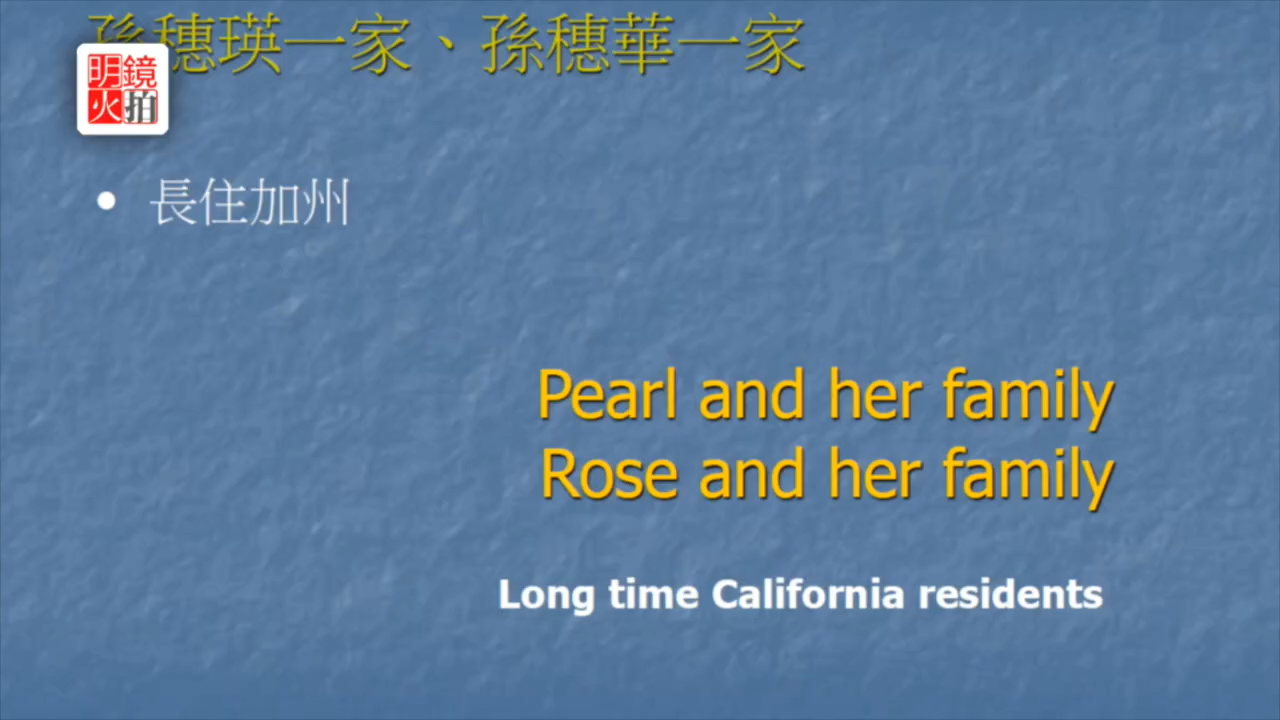 孫穗瑛一家、孫穗華一家
明鏡
火拍
• 長住加州
Pearl and her family
Rose and her family
Long time California residents